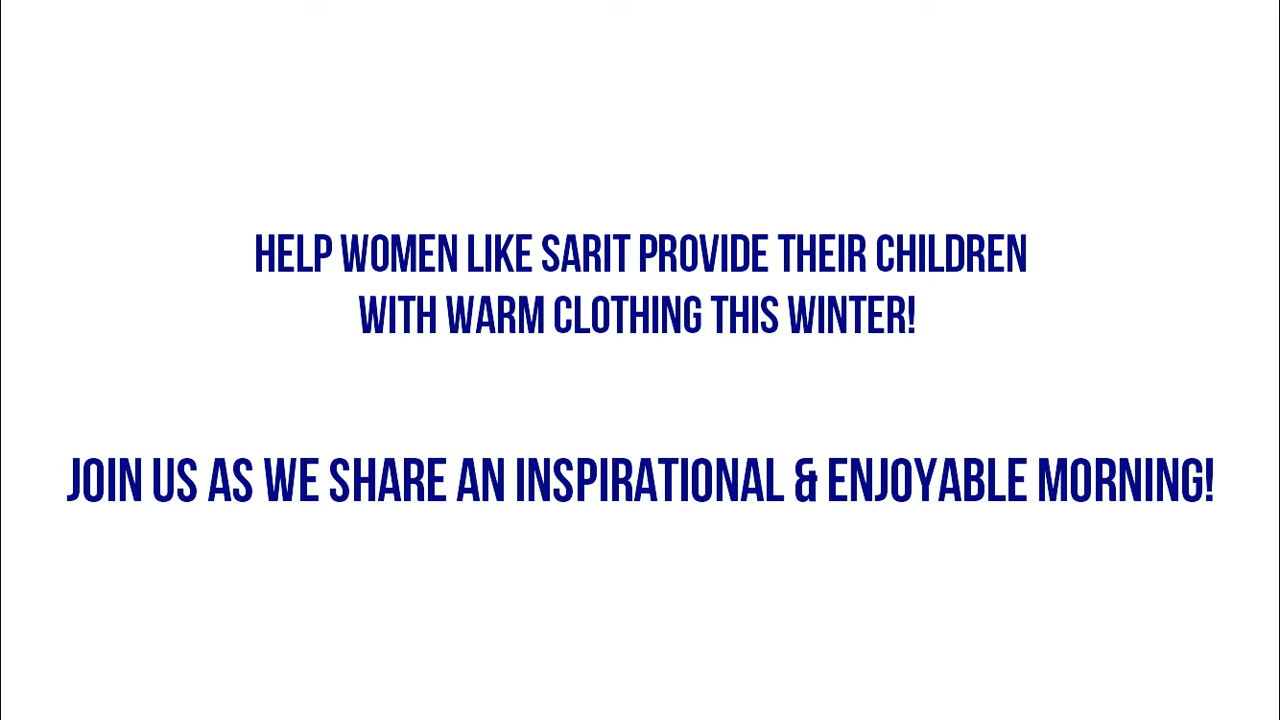 HELP WOMEN LIKE SARIT PROVIDE THEIR CHILDREN
WITH WARM CLOTHING THIS WINTER!
JOIN US AS WE SHARE AN INSPIRATIONAL & ENJOYABLE MORNING!